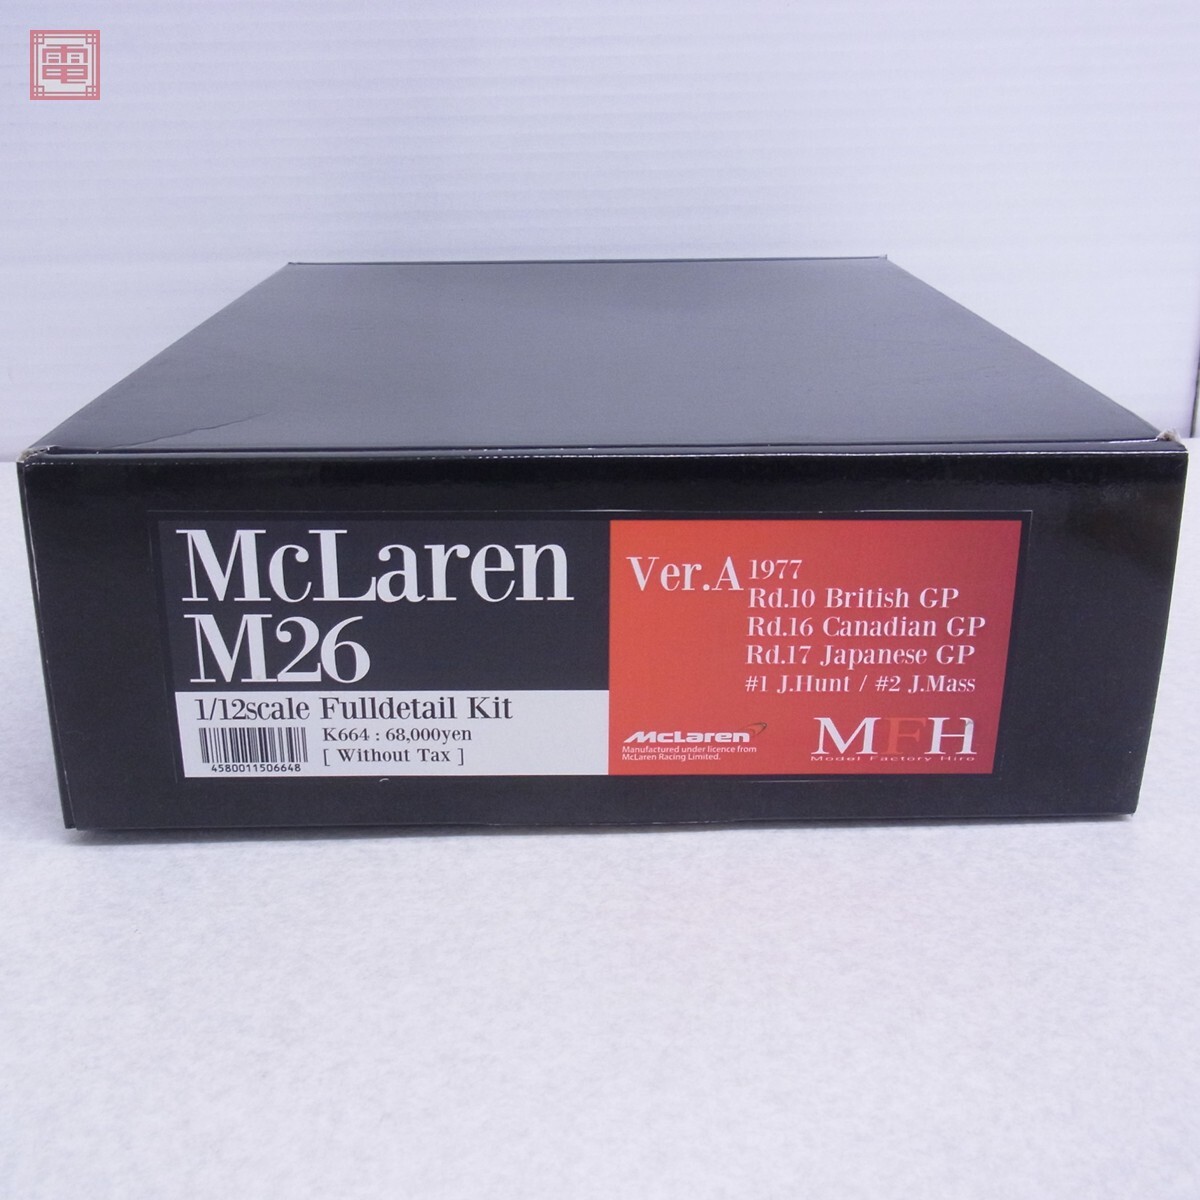 電
McLaren
M26
1/12scale Fulldetail Kit
K664 : 68,000yen
[ Without Tax ]
4580011506648
Ver.A
1977
Rd.10 British GP
Rd.16 Canadian GP
Rd.17 Japanese GP
#1 J.Hunt / #2 J.Mass
McLaren
Manufactured under licence from
McLaren Racing Limited.
MFH
Model Factory Hiro